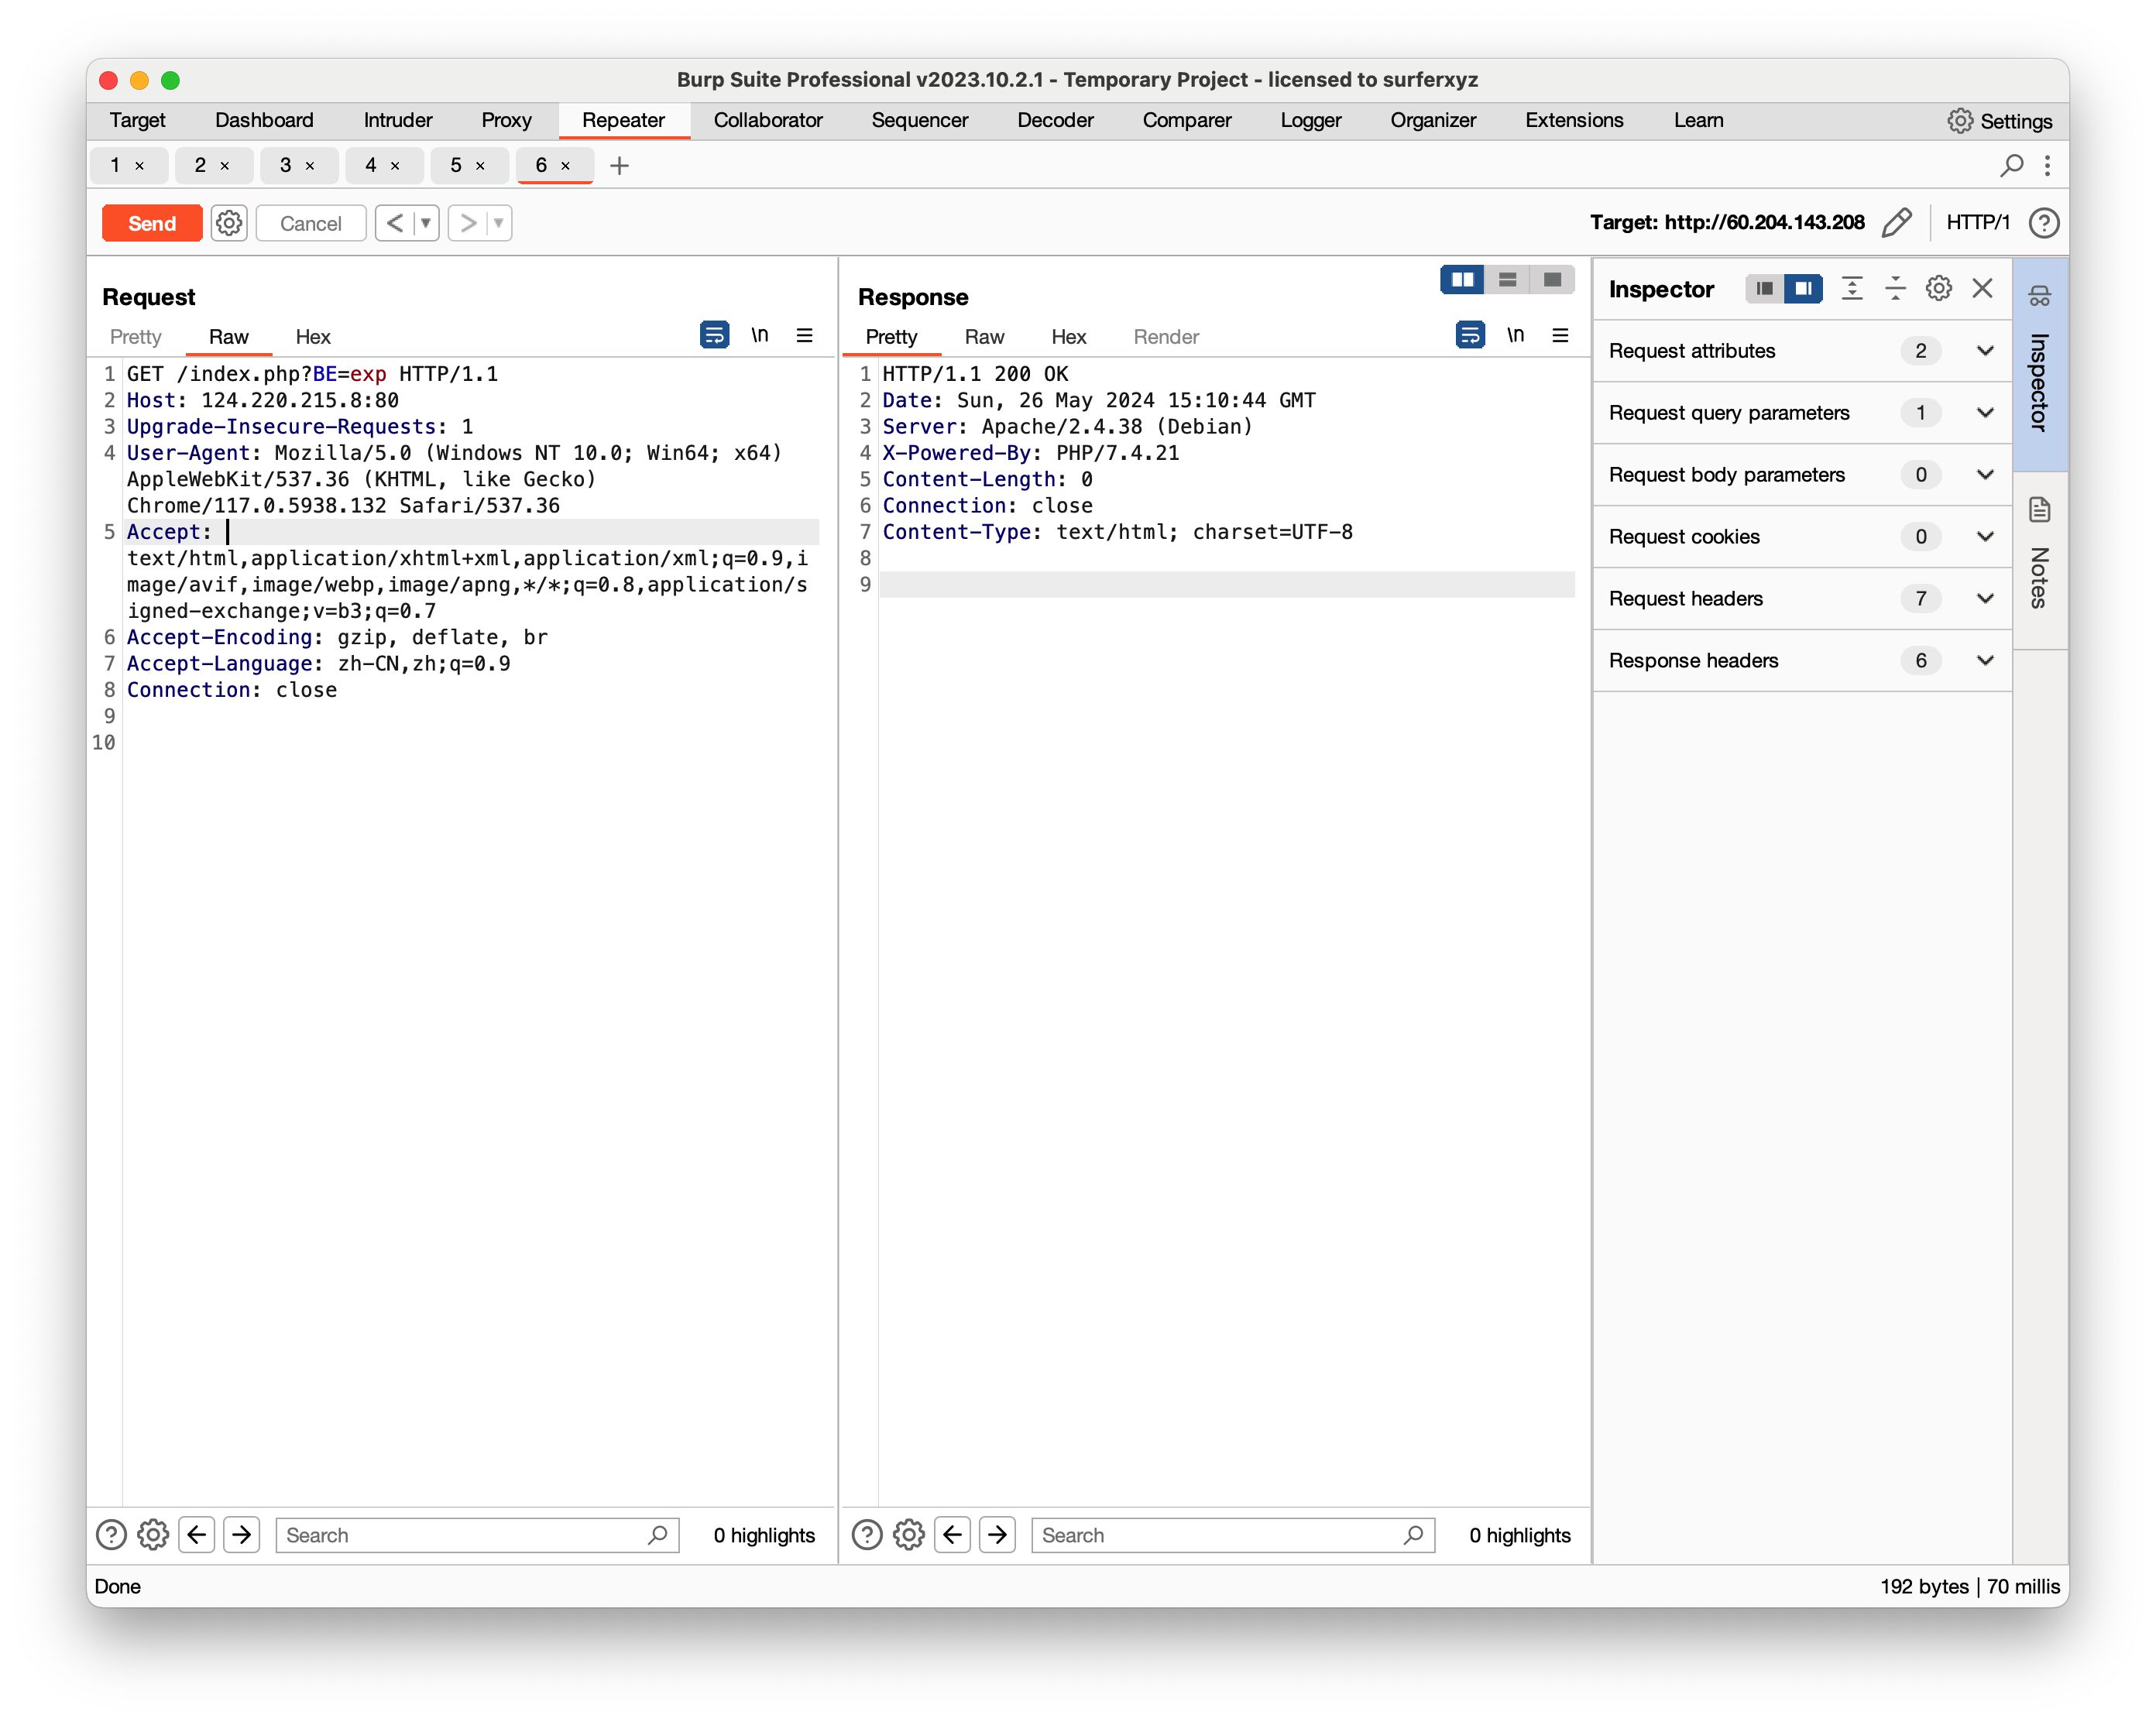 Burp Suite Professional v2023.10.2.1 - Temporary Project - licensed to surferxyz
Target Dashboard Intruder Proxy Repeater Collaborator Sequencer Decoder Comparer Logger Organizer Extensions Learn Settings
1 × 2 × 3 × 4 × 5 × 6 × +
Send Cancel < ▼ > ▼ Target: http://60.204.143.208 HTTP/1 ?
Request
Pretty Raw Hex \n
1 GET /index.php?BE=exp HTTP/1.1
2 Host: 124.220.215.8:80
3 Upgrade-Insecure-Requests: 1
4 User-Agent: Mozilla/5.0 (Windows NT 10.0; Win64; x64)
AppleWebKit/537.36 (KHTML, like Gecko)
Chrome/117.0.5938.132 Safari/537.36
5 Accept:
text/html,application/xhtml+xml,application/xml;q=0.9,i
mage/avif,image/webp,image/apng,*/*;q=0.8,application/s
igned-exchange;v=b3;q=0.7
6 Accept-Encoding: gzip, deflate, br
7 Accept-Language: zh-CN,zh;q=0.9
8 Connection: close
9
10
? Search 0 highlights
Response
Pretty Raw Hex Render \n
1 HTTP/1.1 200 OK
2 Date: Sun, 26 May 2024 15:10:44 GMT
3 Server: Apache/2.4.38 (Debian)
4 X-Powered-By: PHP/7.4.21
5 Content-Length: 0
6 Connection: close
7 Content-Type: text/html; charset=UTF-8
8
9
? Search 0 highlights
Inspector
Request attributes 2
Request query parameters 1
Request body parameters 0
Request cookies 0
Request headers 7
Response headers 6
Inspector
Notes
Done
192 bytes | 70 millis